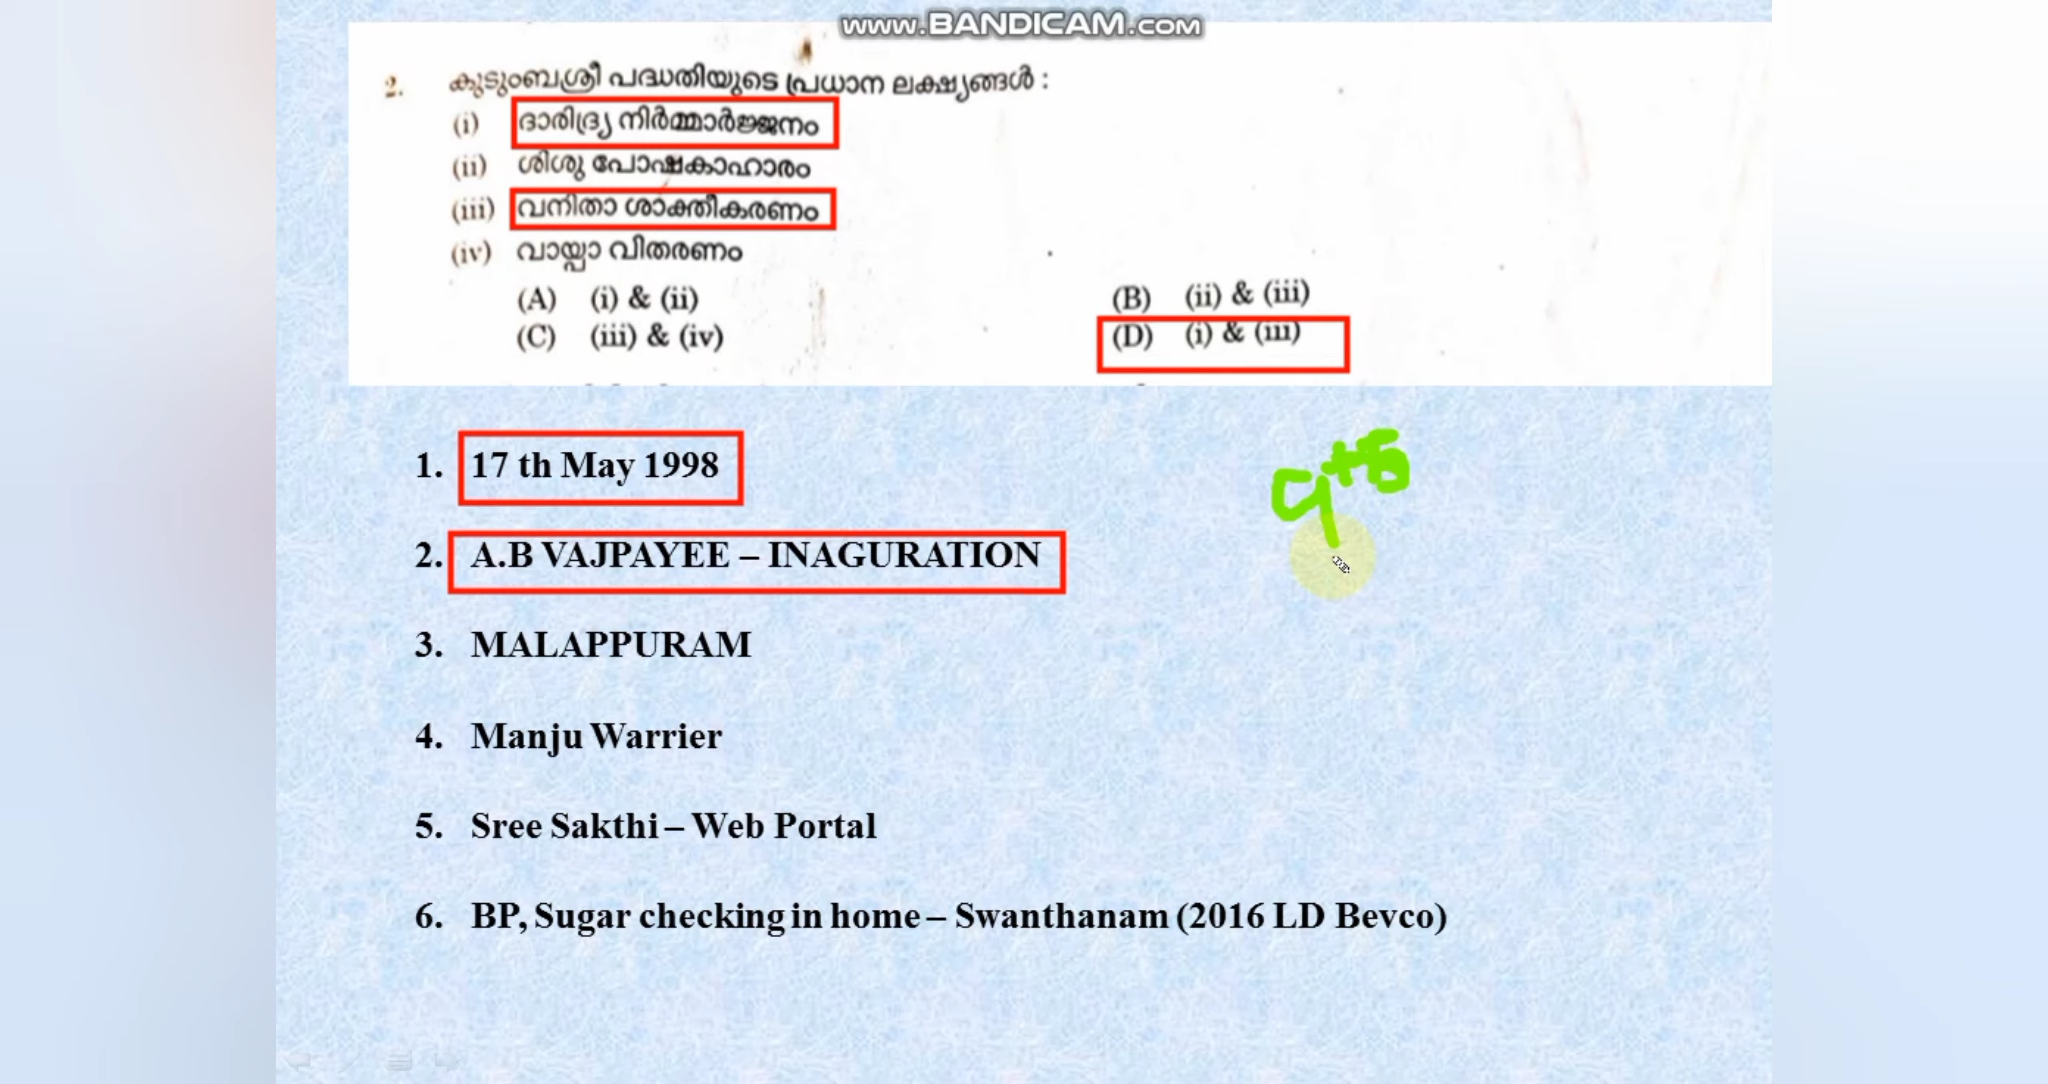 www.BANDICAM.com
2. കുടുംബശ്രീ പദ്ധതിയുടെ പ്രധാന ലക്ഷ്യങ്ങൾ :
(i) ദാരിദ്ര്യ നിർമ്മാർജ്ജനം
(ii) ശിശു പോഷകാഹാരം
(iii) വനിതാ ശാക്തീകരണം
(iv) വായ്പാ വിതരണം
(A) (i) & (ii) (B) (ii) & (iii)
(C) (iii) & (iv) (D) (i) & (iii)
1. 17 th May 1998
2. A.B VAJPAYEE – INAGURATION
3. MALAPPURAM
4. Manju Warrier
5. Sree Sakthi – Web Portal
6. BP, Sugar checking in home – Swanthanam (2016 LD Bevco)
9+5